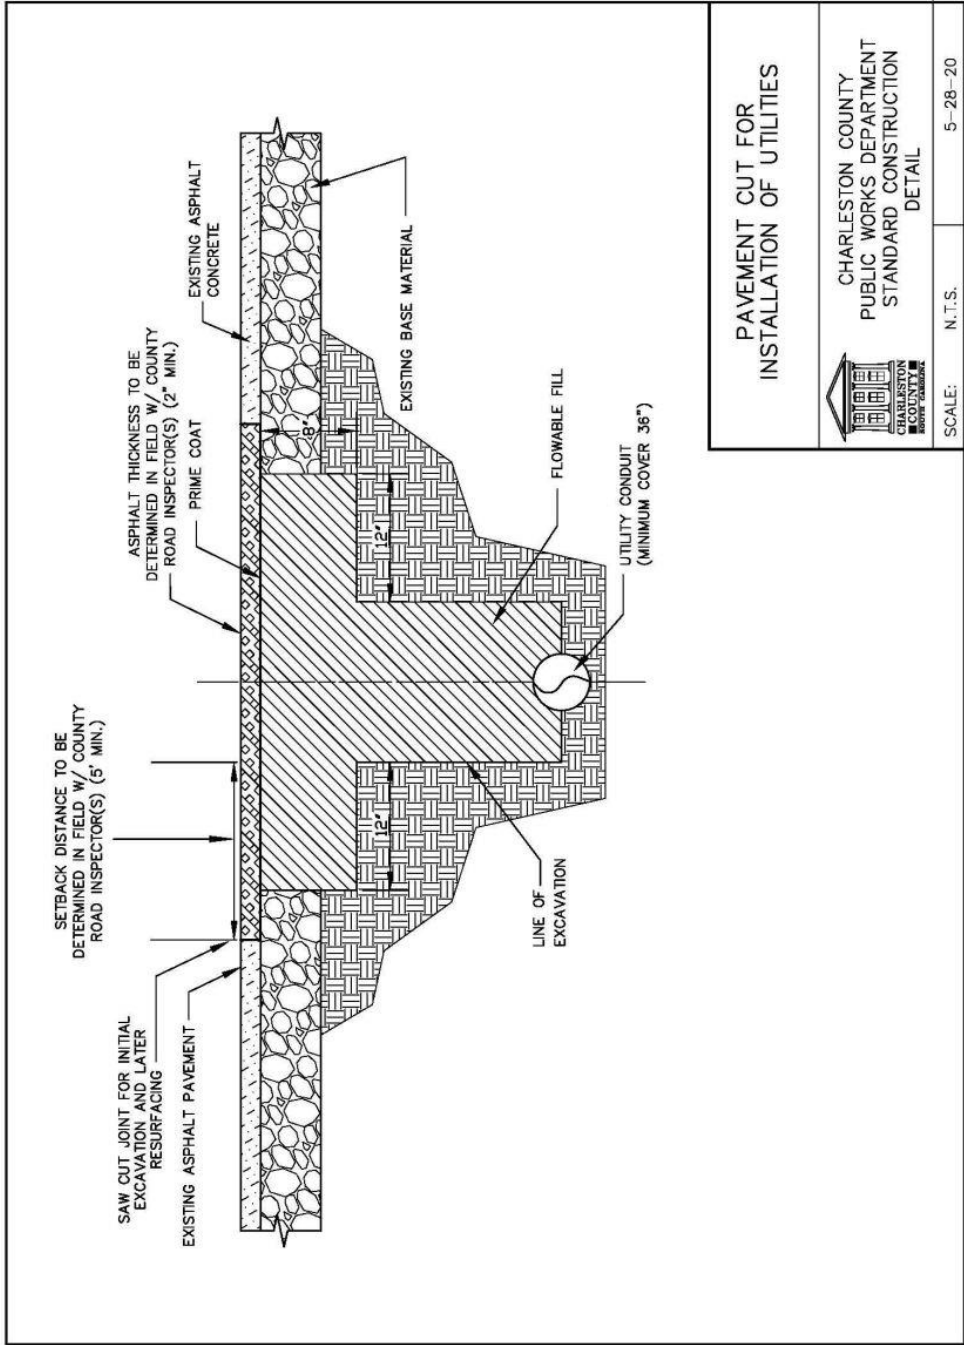 SAW CUT JOINT FOR INITIAL
EXCAVATION AND LATER
RESURFACING
EXISTING ASPHALT PAVEMENT
SETBACK DISTANCE TO BE
DETERMINED IN FIELD W/ COUNTY
ROAD INSPECTOR(S) (5' MIN.)
ASPHALT THICKNESS TO BE
DETERMINED IN FIELD W/ COUNTY
ROAD INSPECTOR(S) (2" MIN.)
PRIME COAT
EXISTING ASPHALT
CONCRETE
8"
12"
12"
EXISTING BASE MATERIAL
LINE OF
EXCAVATION
FLOWABLE FILL
UTILITY CONDUIT
(MINIMUM COVER 36")
PAVEMENT CUT FOR
INSTALLATION OF UTILITIES
CHARLESTON
COUNTY
SOUTH CAROLINA
CHARLESTON COUNTY
PUBLIC WORKS DEPARTMENT
STANDARD CONSTRUCTION
DETAIL
SCALE: N.T.S.
5-28-20